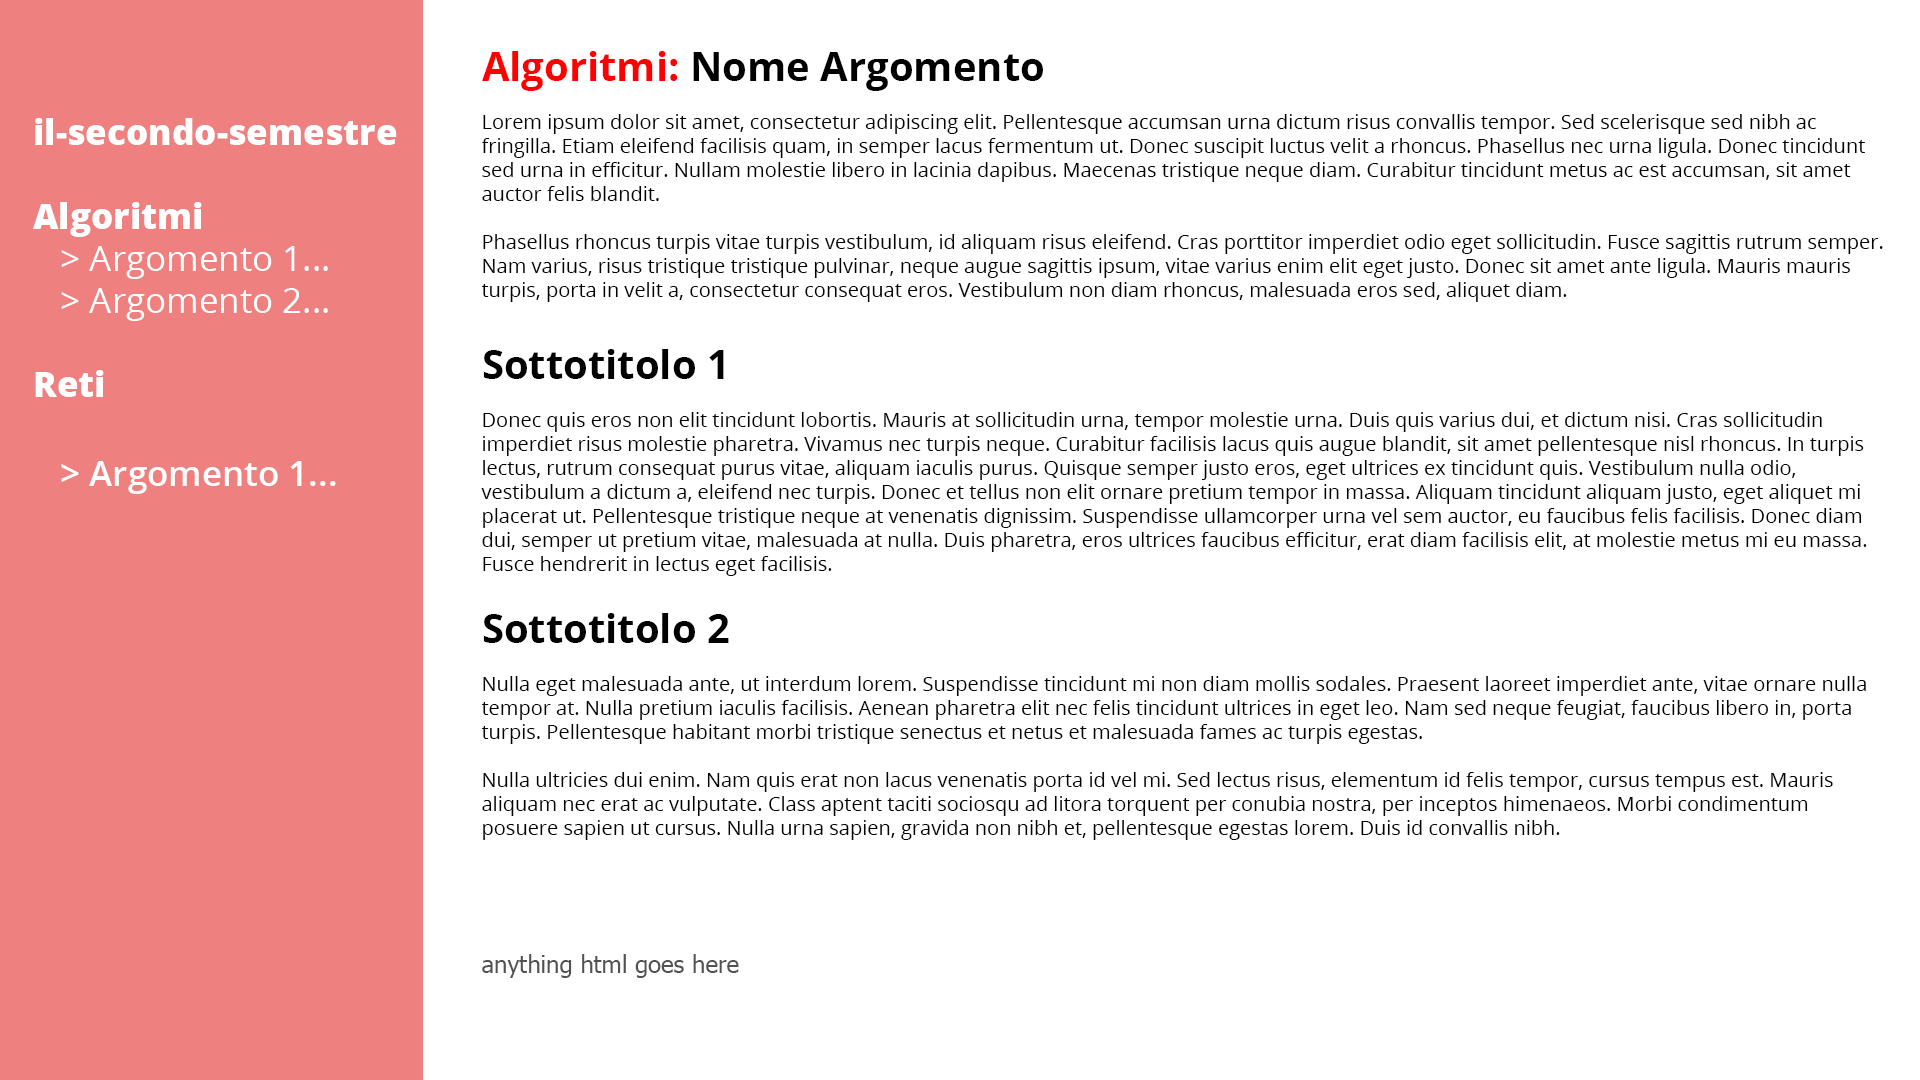 il-secondo-semestre
Algoritmi
> Argomento 1...
> Argomento 2...
Reti
> Argomento 1...
Algoritmi: Nome Argomento
Lorem ipsum dolor sit amet, consectetur adipiscing elit. Pellentesque accumsan urna dictum risus convallis tempor. Sed scelerisque sed nibh ac
fringilla. Etiam eleifend facilisis quam, in semper lacus fermentum ut. Donec suscipit luctus velit a rhoncus. Phasellus nec urna ligula. Donec tincidunt
sed urna in efficitur. Nullam molestie libero in lacinia dapibus. Maecenas tristique neque diam. Curabitur tincidunt metus ac est accumsan, sit amet
auctor felis blandit.
Phasellus rhoncus turpis vitae turpis vestibulum, id aliquam risus eleifend. Cras porttitor imperdiet odio eget sollicitudin. Fusce sagittis rutrum semper.
Nam varius, risus tristique tristique pulvinar, neque augue sagittis ipsum, vitae varius enim elit eget justo. Donec sit amet ante ligula. Mauris mauris
turpis, porta in velit a, consectetur consequat eros. Vestibulum non diam rhoncus, malesuada eros sed, aliquet diam.
Sottotitolo 1
Donec quis eros non elit tincidunt lobortis. Mauris at sollicitudin urna, tempor molestie urna. Duis quis varius dui, et dictum nisi. Cras sollicitudin
imperdiet risus molestie pharetra. Vivamus nec turpis neque. Curabitur facilisis lacus quis augue blandit, sit amet pellentesque nisl rhoncus. In turpis
lectus, rutrum consequat purus vitae, aliquam iaculis purus. Quisque semper justo eros, eget ultrices ex tincidunt quis. Vestibulum nulla odio,
vestibulum a dictum a, eleifend nec turpis. Donec et tellus non elit ornare pretium tempor in massa. Aliquam tincidunt aliquam justo, eget aliquet mi
placerat ut. Pellentesque tristique neque at venenatis dignissim. Suspendisse ullamcorper urna vel sem auctor, eu faucibus felis facilisis. Donec diam
dui, semper ut pretium vitae, malesuada at nulla. Duis pharetra, eros ultrices faucibus efficitur, erat diam facilisis elit, at molestie metus mi eu massa.
Fusce hendrerit in lectus eget facilisis.
Sottotitolo 2
Nulla eget malesuada ante, ut interdum lorem. Suspendisse tincidunt mi non diam mollis sodales. Praesent laoreet imperdiet ante, vitae ornare nulla
tempor at. Nulla pretium iaculis facilisis. Aenean pharetra elit nec felis tincidunt ultrices in eget leo. Nam sed neque feugiat, faucibus libero in, porta
turpis. Pellentesque habitant morbi tristique senectus et netus et malesuada fames ac turpis egestas.
Nulla ultricies dui enim. Nam quis erat non lacus venenatis porta id vel mi. Sed lectus risus, elementum id felis tempor, cursus tempus est. Mauris
aliquam nec erat ac vulputate. Class aptent taciti sociosqu ad litora torquent per conubia nostra, per inceptos himenaeos. Morbi condimentum
posuere sapien ut cursus. Nulla urna sapien, gravida non nibh et, pellentesque egestas lorem. Duis id convallis nibh.
anything html goes here